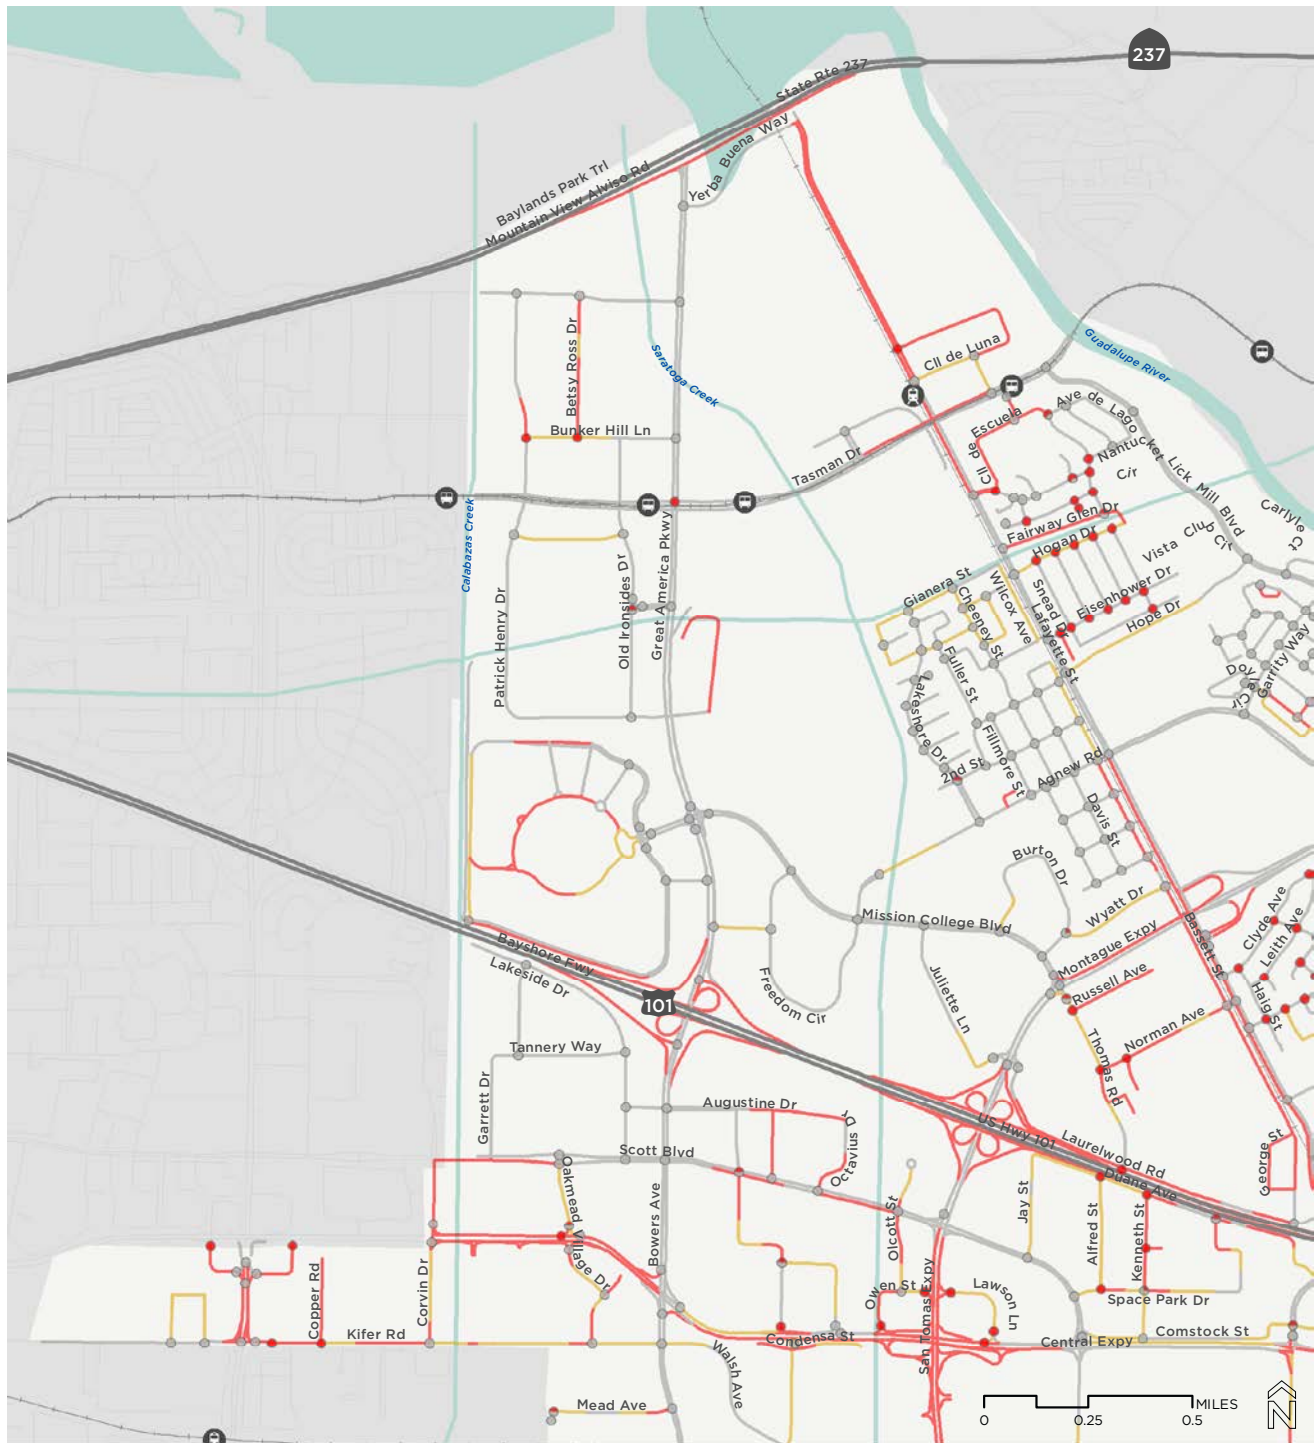 237
State Rte 237
Baylands Park Trl
Mountain View Alviso Rd
Yerba Buena Way
Betsy Ross Dr
Saratoga Creek
Cll de Luna
Guadalupe River
Bunker Hill Ln
Escuela
Ave de Lago
Tasman Dr
Cll de
Nantucket
Cir
Lick Mill Blvd
Calabazas Creek
Carlyle Ct
Fairway Glen Dr
Hogan Dr
Vista Club Cir
Great America Pkwy
Old Ironsides Dr
Patrick Henry Dr
Gianera St
Wilcox Ave
Cheeney St
Snead Dr
Eisenhower Dr
Hope Dr
Lafayette St
Fuller St
Lakeshore Dr
Garrity Way
Fillmore St
2nd St
Agnew Rd
Davis St
Burton Dr
Wyatt Dr
Mission College Blvd
Montague Expy
Bassett St
Clyde Ave
Leith Ave
Bayshore Fwy
Lakeside Dr
101
Freedom Cir
Juliette Ln
Russell Ave
Haig St
Norman Ave
Tannery Way
Thomas Rd
Garrett Dr
Augustine Dr
Octavius Dr
US Hwy 101
Laurelwood Rd
Scott Blvd
Duane Ave
George St
Oakmead Village Dr
Bowers Ave
Olcott St
Jay St
Alfred St
Kenneth St
Copper Rd
Corvin Dr
Owen St
San Tomas Expy
Lawson Ln
Space Park Dr
Kifer Rd
Condensa St
Central Expy
Comstock St
Walsh Ave
Mead Ave
MILES
0
0.25
0.5
N